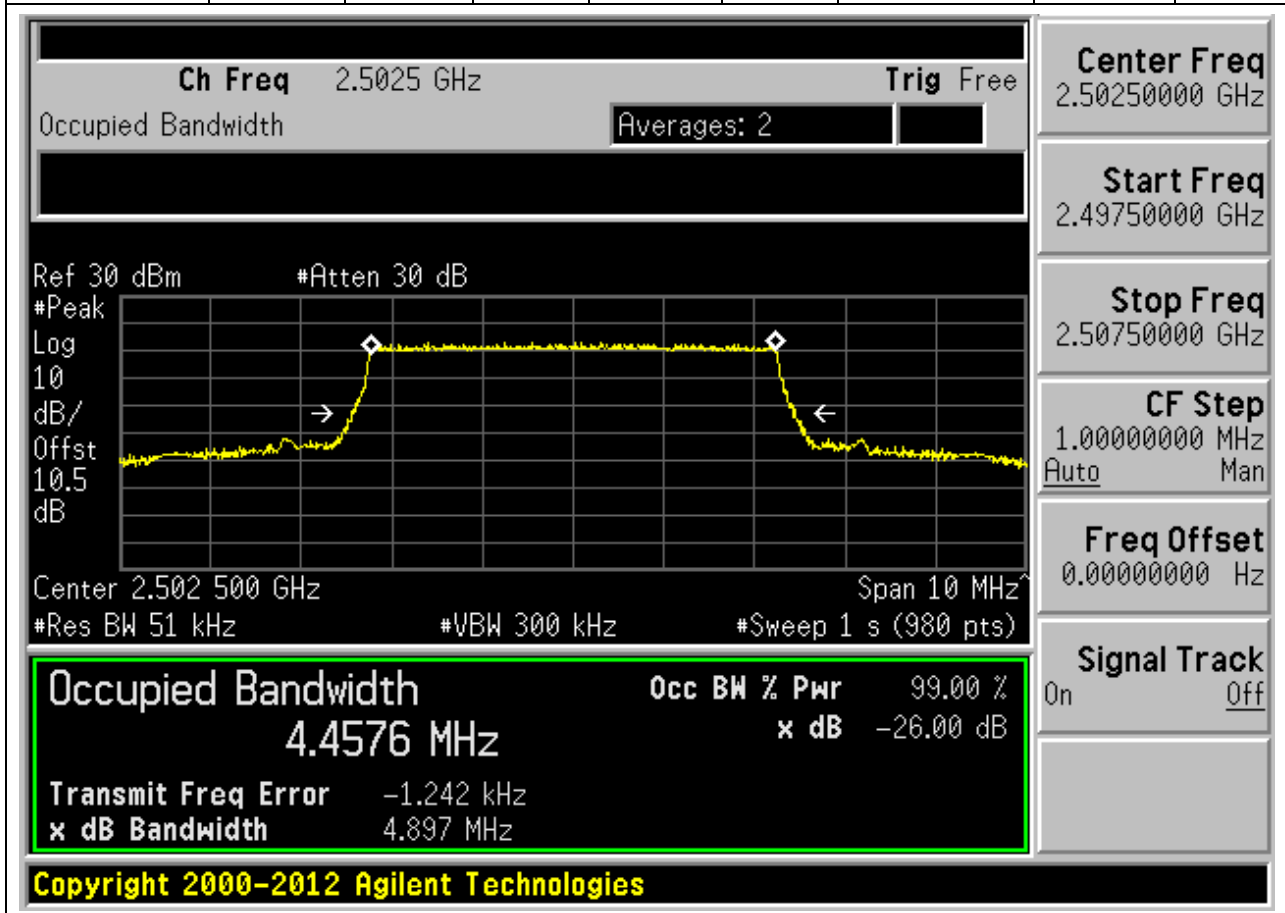 Ch Freq 2.5025 GHz Trig Free
Occupied Bandwidth Averages: 2
Ref 30 dBm #Atten 30 dB
#Peak
Log
10
dB/
Offst
10.5
dB
Center 2.502 500 GHz Span 10 MHz^
#Res BW 51 kHz #VBW 300 kHz #Sweep 1 s (980 pts)
Occupied Bandwidth Occ BW % Pwr 99.00 %
4.4576 MHz x dB -26.00 dB
Transmit Freq Error -1.242 kHz
x dB Bandwidth 4.897 MHz
Copyright 2000-2012 Agilent Technologies
Center Freq
2.50250000 GHz
Start Freq
2.49750000 GHz
Stop Freq
2.50750000 GHz
CF Step
1.00000000 MHz
Auto Man
Freq Offset
0.00000000 Hz
Signal Track
On Off